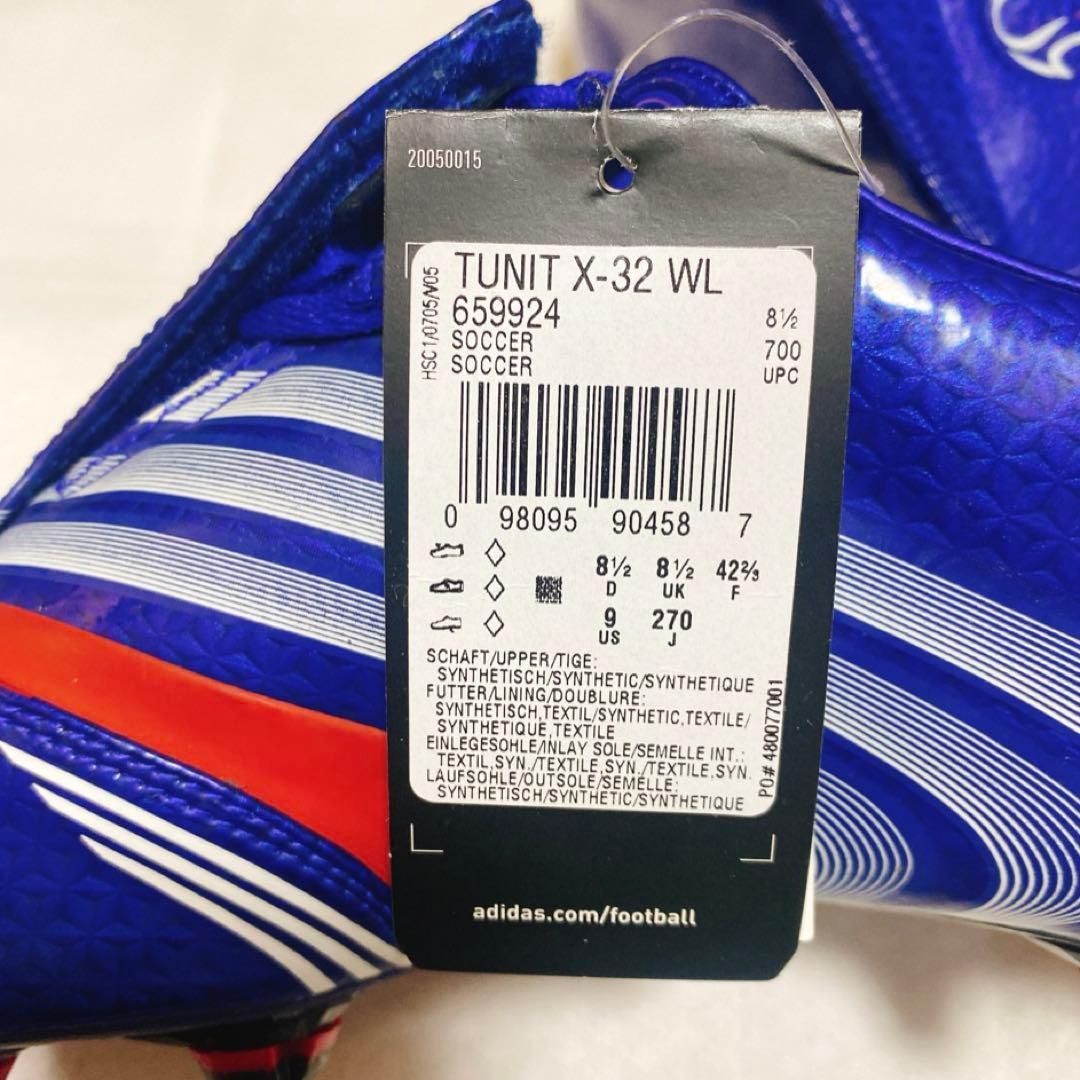 20050015
HSC1/0705/V05
TUNIT X-32 WL
659924
8½
SOCCER
700
SOCCER
UPC
0 98095 90458 7
8½ 8½ 42⅔
D UK F
9 270
US J
SCHAFT/UPPER/TIGE:
SYNTHETISCH/SYNTHETIC/SYNTHETIQUE
FUTTER/LINING/DOUBLURE:
SYNTHETISCH,TEXTIL/SYNTHETIC,TEXTILE/
SYNTHETIQUE,TEXTILE
EINLEGESOHLE/INLAY SOLE/SEMELLE INT.:
TEXTIL,SYN./TEXTILE,SYN./TEXTILE,SYN.
LAUFSOHLE/OUTSOLE/SEMELLE:
SYNTHETISCH/SYNTHETIC/SYNTHETIQUE
PO# 480077001
adidas.com/football